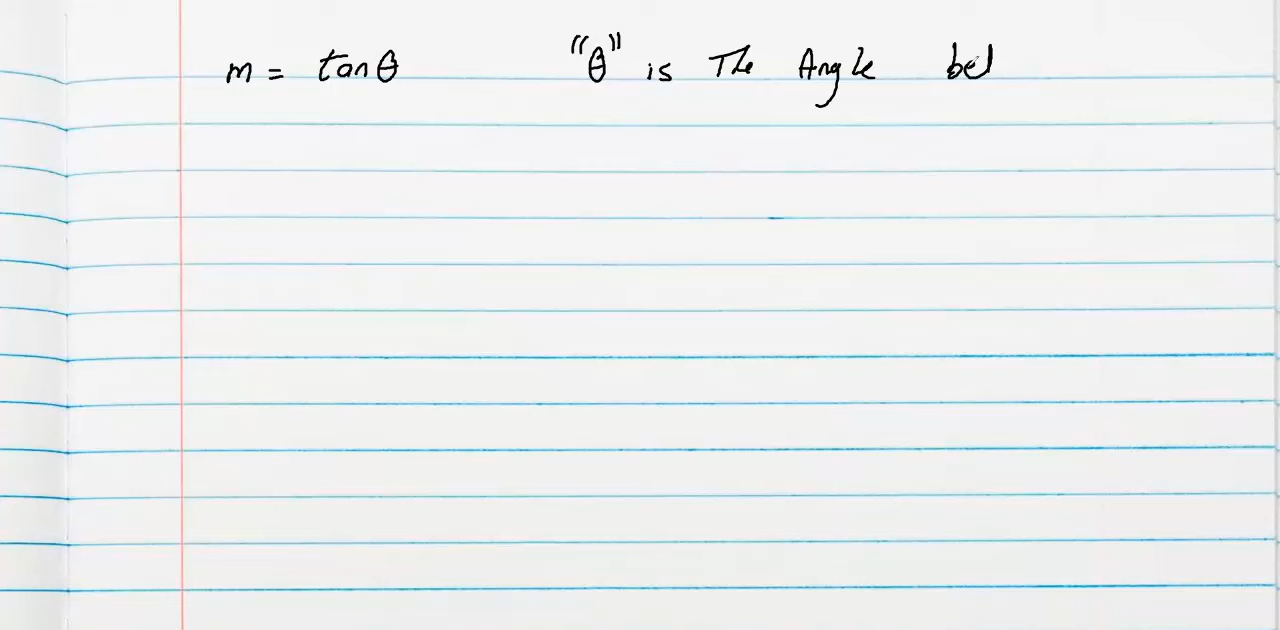 m = tanθ "θ" is The Angle bet